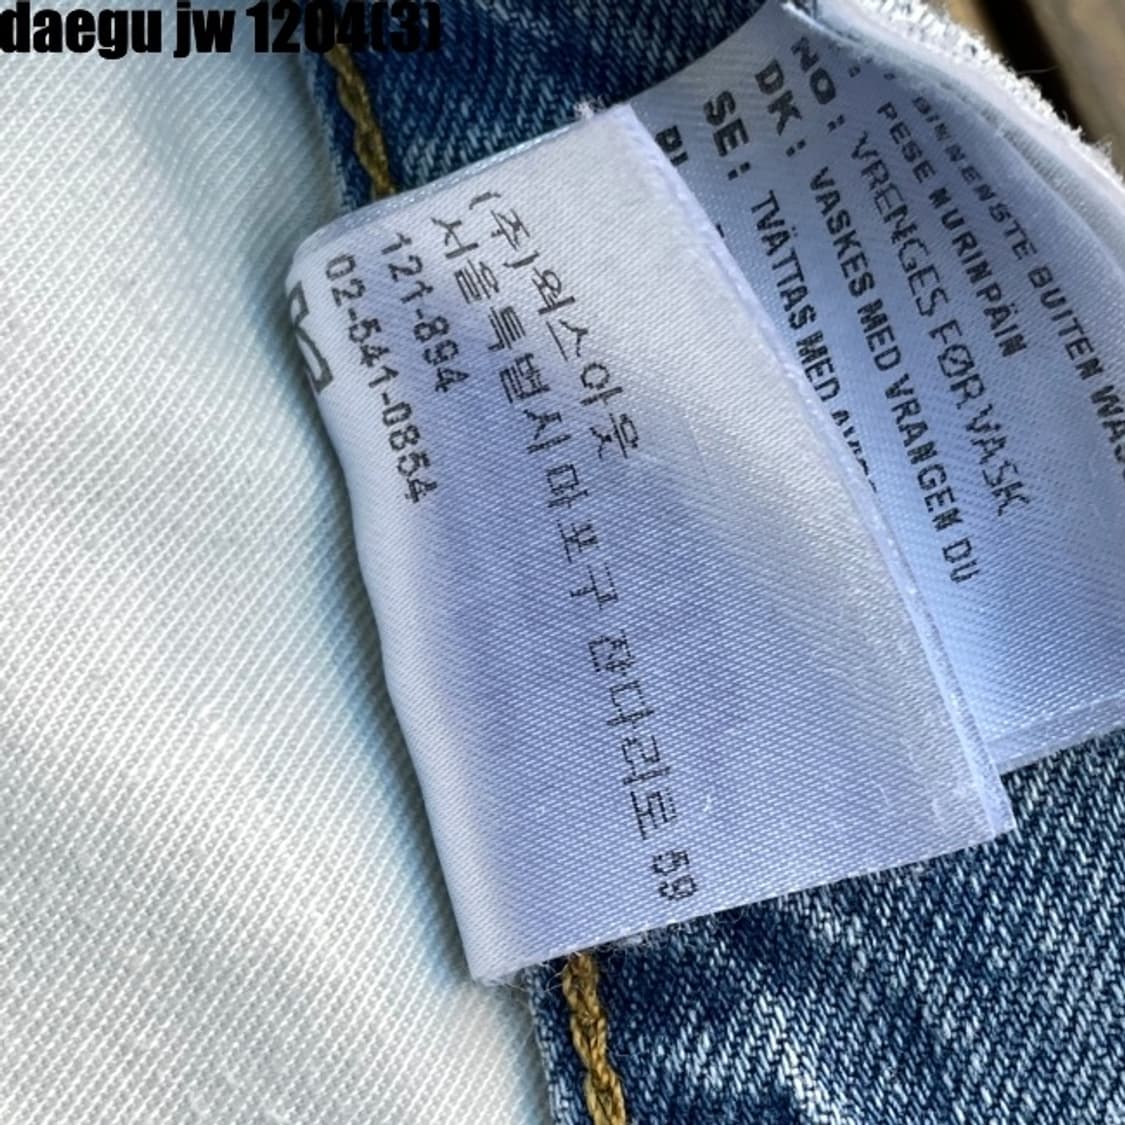 daegu jw 1204(3)
(주)웍스아웃
서울특별시 마포구 잔다리로 59
121-894
02-541-0854
BINNENSTE BUITEN
PESE NURINPÄIN
NO: VRENGES FØR VASK
DK: VASKES MED VRANGEN DU
SE: TVÄTTAS MED